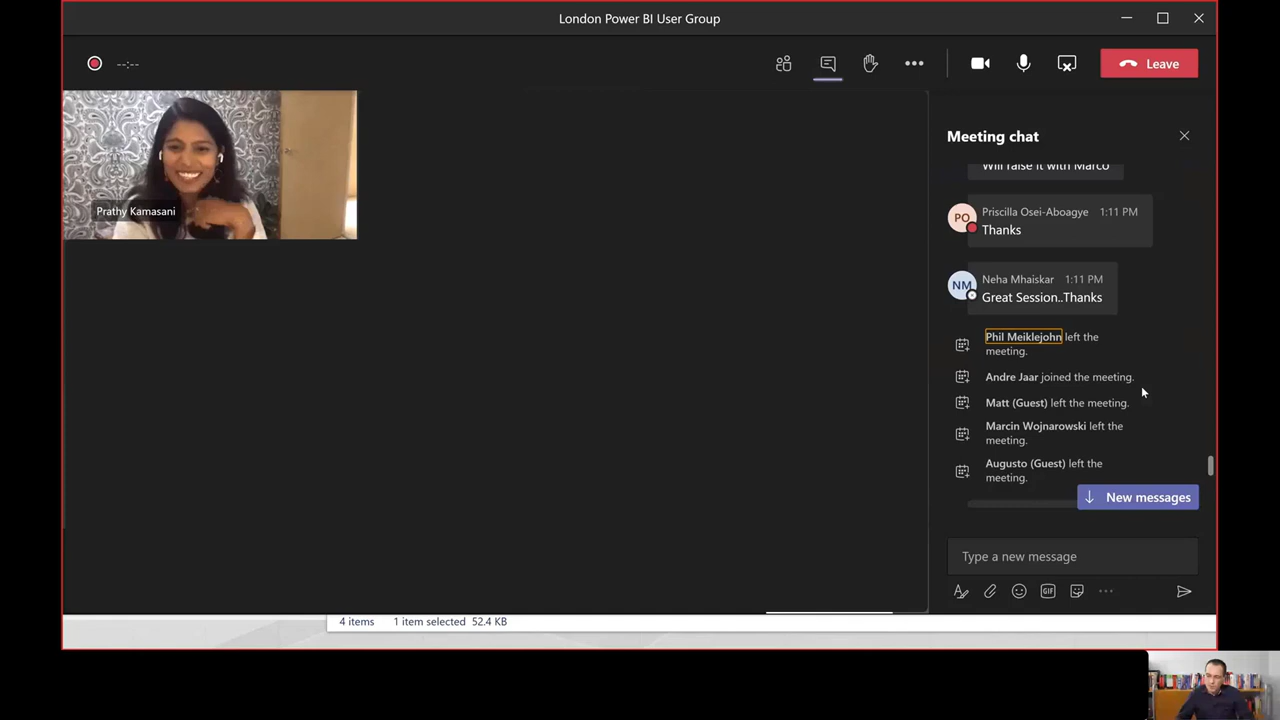 London Power BI User Group
--:--
Leave
Meeting chat
Will raise it with Marco
PO
Priscilla Osei-Aboagye 1:11 PM
Thanks
NM
Neha Mhaiskar 1:11 PM
Great Session..Thanks
Phil Meiklejohn left the
meeting.
Andre Jaar joined the meeting.
Matt (Guest) left the meeting.
Marcin Wojnarowski left the
meeting.
Augusto (Guest) left the
meeting.
New messages
Type a new message
GIF
Prathy Kamasani
4 items 1 item selected 52.4 KB